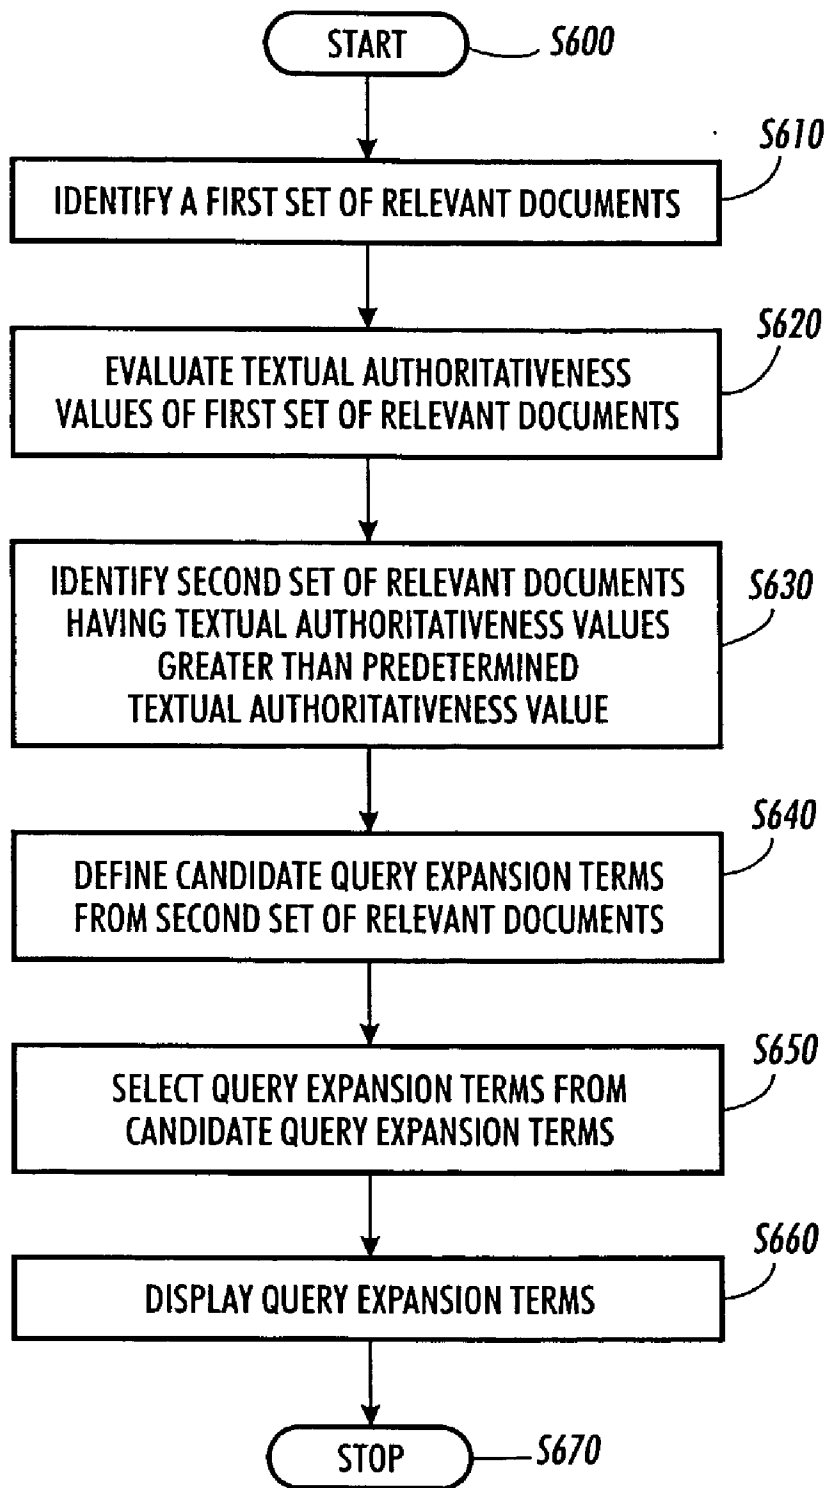 START
S600
S610
IDENTIFY A FIRST SET OF RELEVANT DOCUMENTS
S620
EVALUATE TEXTUAL AUTHORITATIVENESS
VALUES OF FIRST SET OF RELEVANT DOCUMENTS
S630
IDENTIFY SECOND SET OF RELEVANT DOCUMENTS
HAVING TEXTUAL AUTHORITATIVENESS VALUES
GREATER THAN PREDETERMINED
TEXTUAL AUTHORITATIVENESS VALUE
S640
DEFINE CANDIDATE QUERY EXPANSION TERMS
FROM SECOND SET OF RELEVANT DOCUMENTS
S650
SELECT QUERY EXPANSION TERMS FROM
CANDIDATE QUERY EXPANSION TERMS
S660
DISPLAY QUERY EXPANSION TERMS
STOP
S670